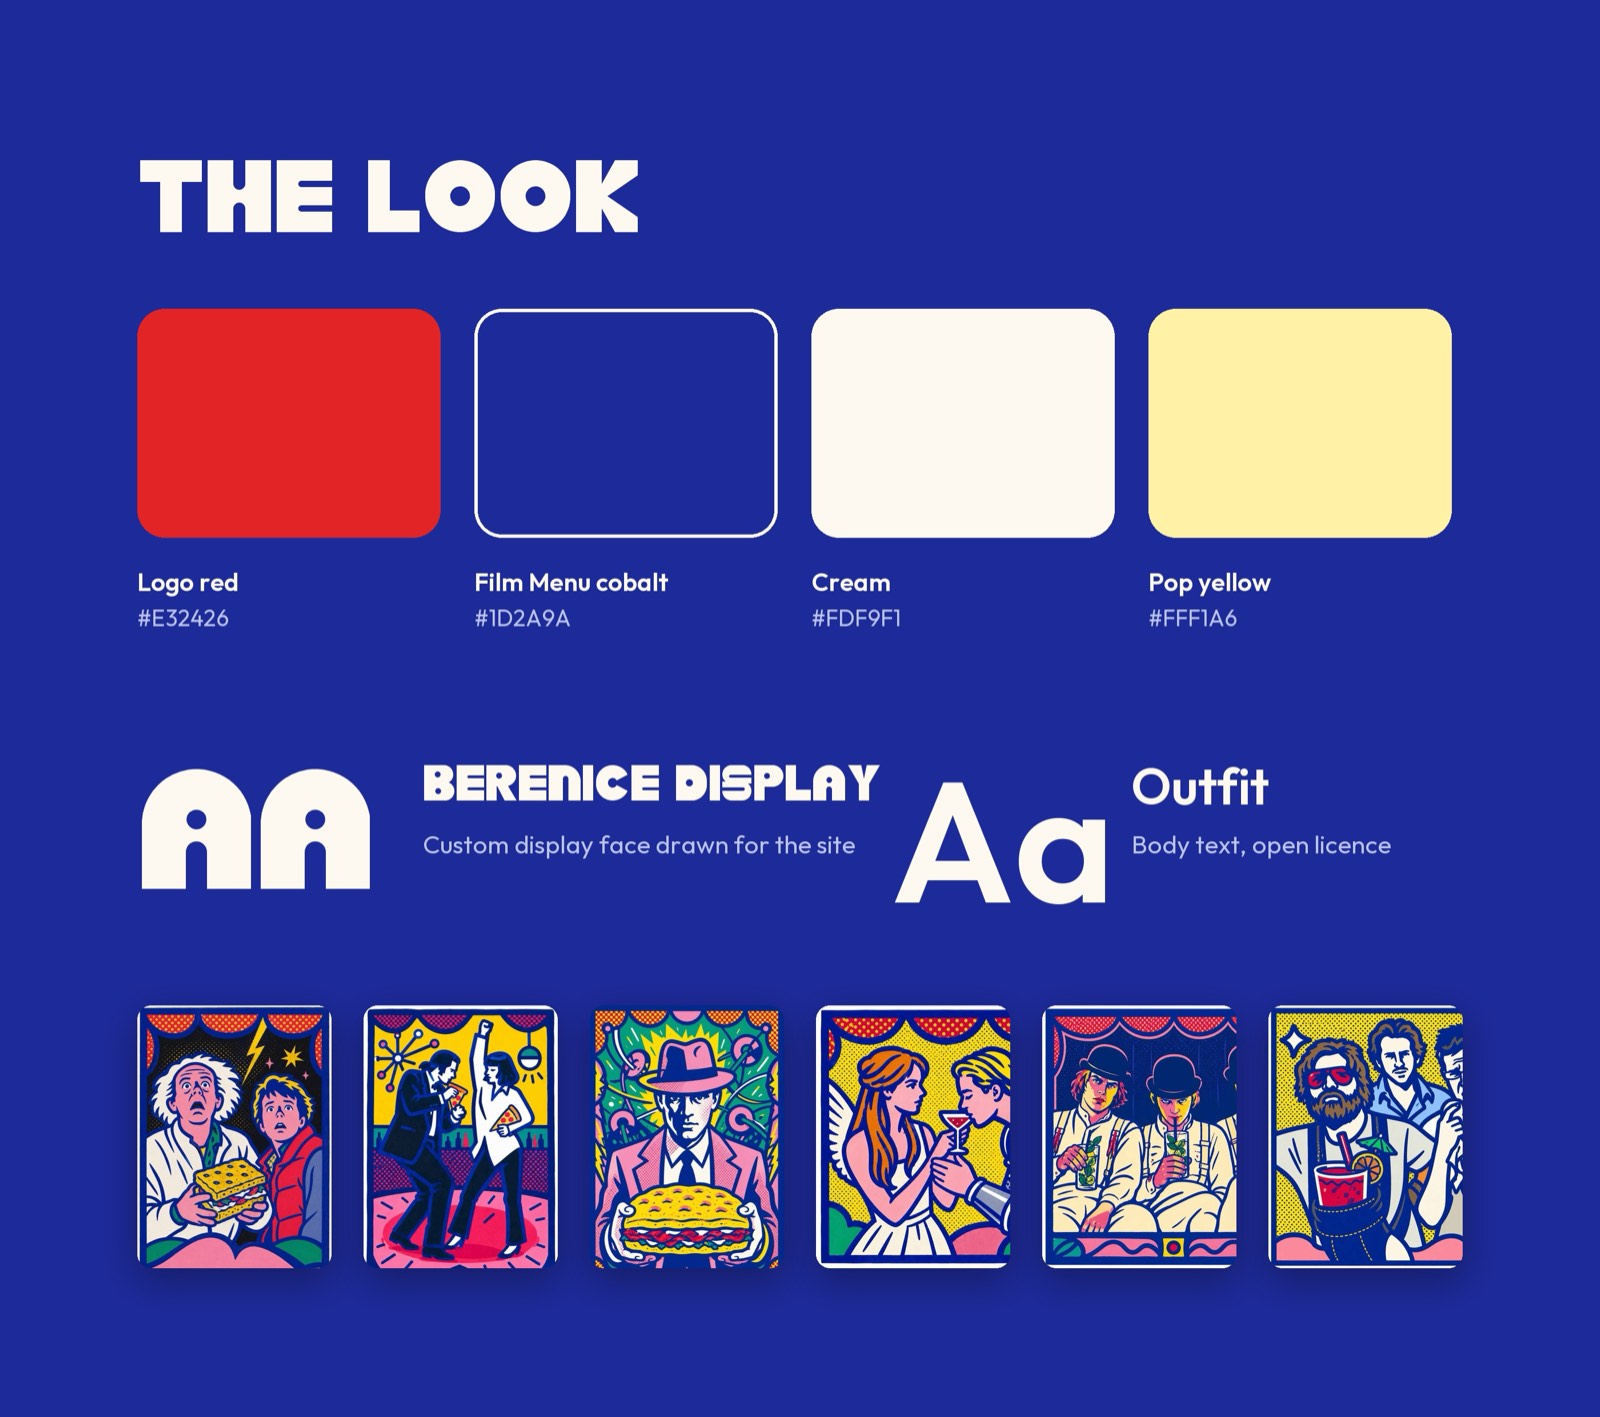 THE LOOK
Logo red
#E32426
Film Menu cobalt
#1D2A9A
Cream
#FDF9F1
Pop yellow
#FFF1A6
AA
BERENICE DISPLAY
Custom display face drawn for the site
Aa
Outfit
Body text, open licence